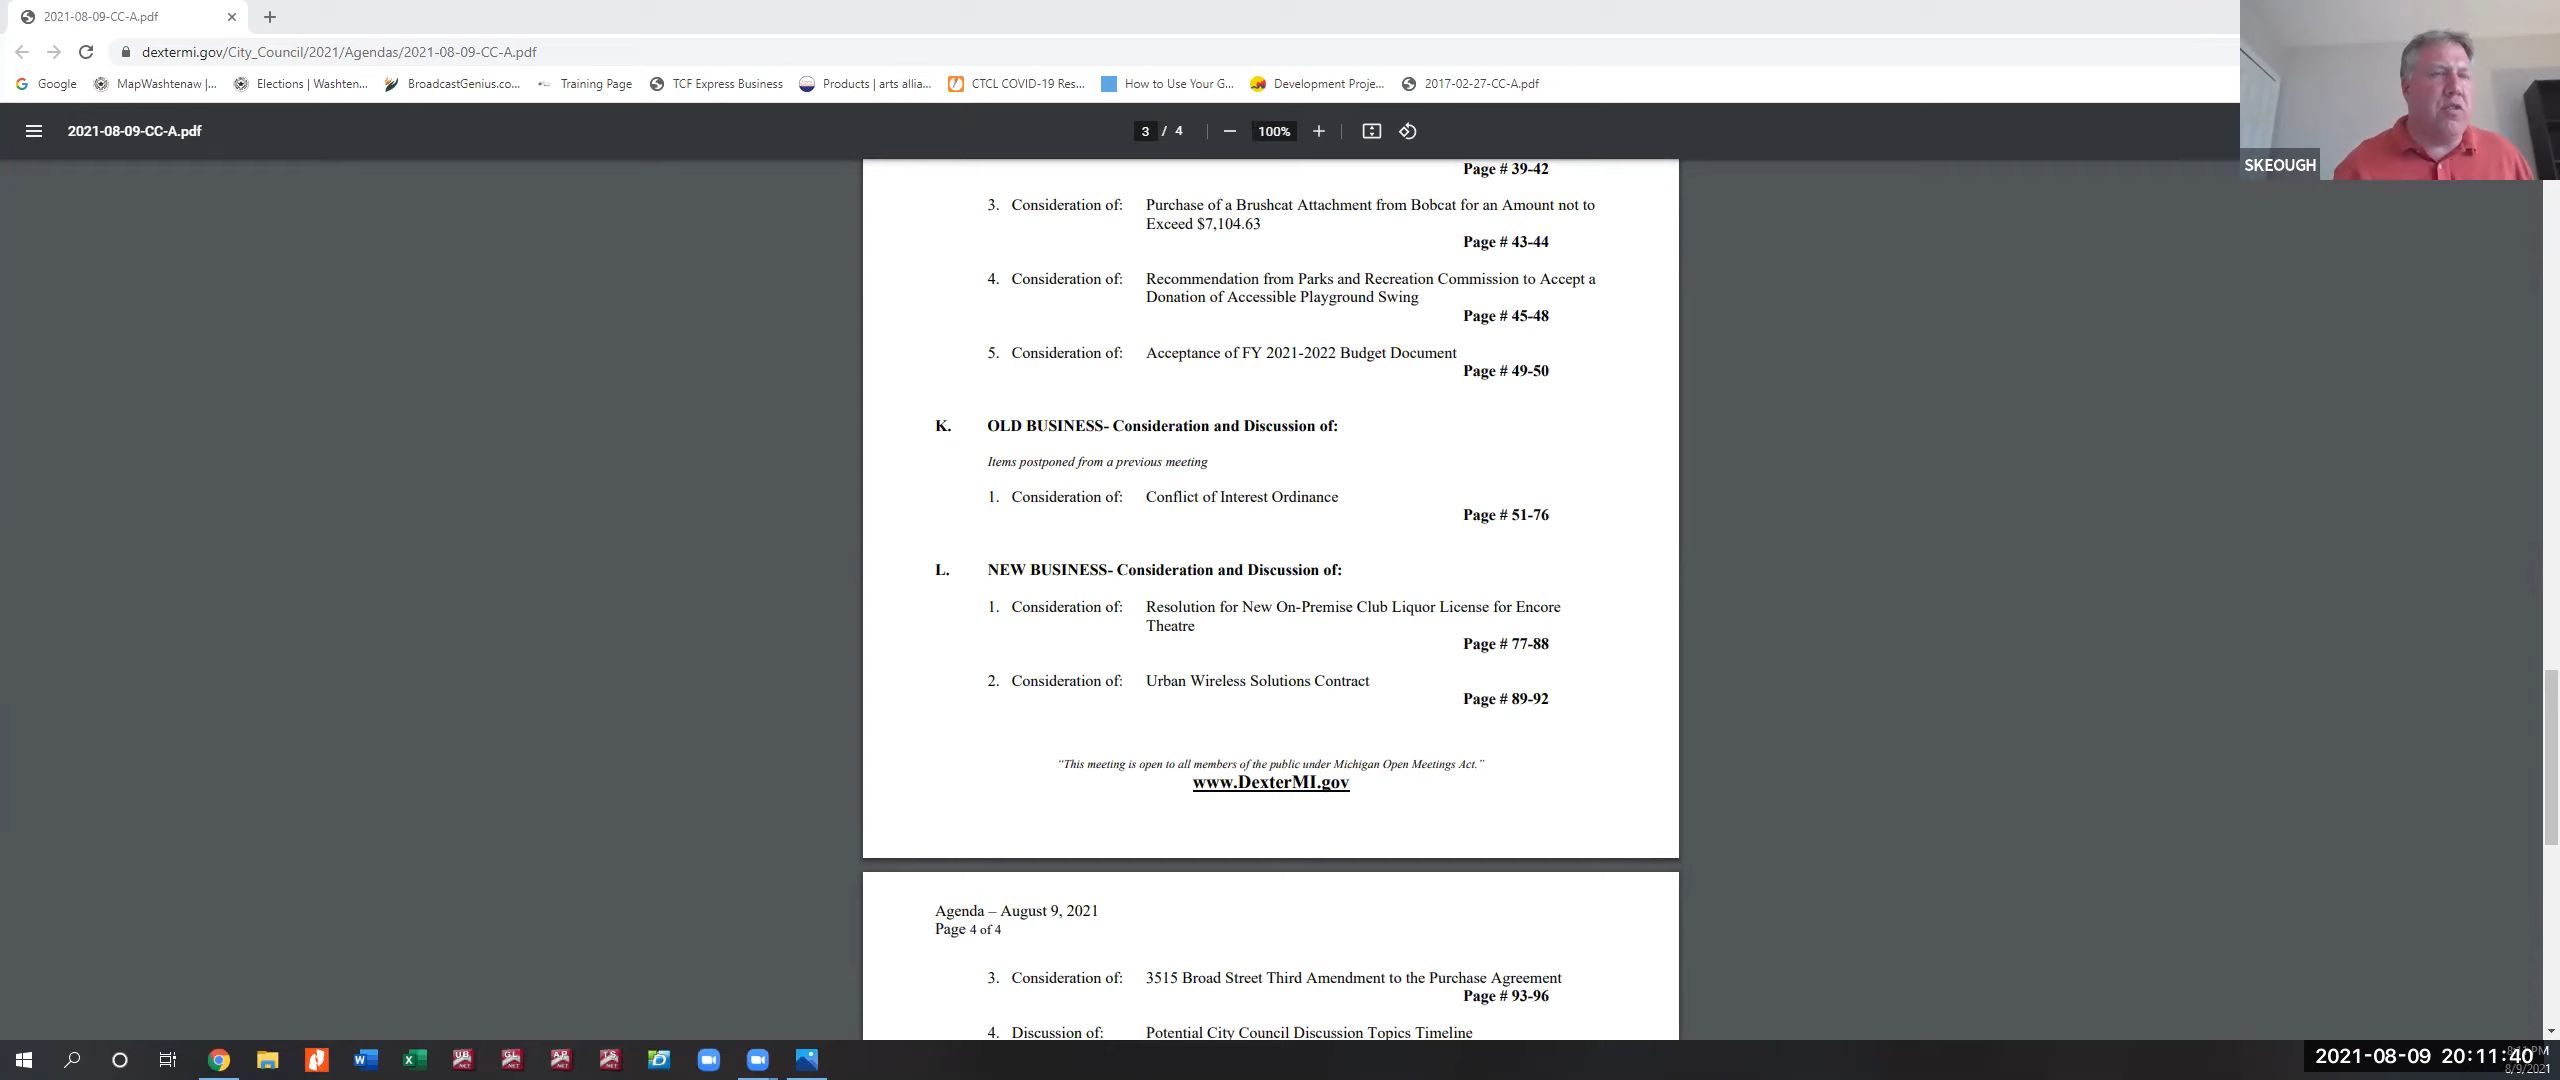 2021-08-09-CC-A.pdf
dextermi.gov/City_Council/2021/Agendas/2021-08-09-CC-A.pdf
Google MapWashtenaw |... Elections | Washten... BroadcastGenius.co... Training Page TCF Express Business Products | arts allia... CTCL COVID-19 Res... How to Use Your G... Development Proje... 2017-02-27-CC-A.pdf
2021-08-09-CC-A.pdf 3 / 4 100%
SKEOUGH
Page # 39-42
3. Consideration of: Purchase of a Brushcat Attachment from Bobcat for an Amount not to
Exceed $7,104.63
Page # 43-44
4. Consideration of: Recommendation from Parks and Recreation Commission to Accept a
Donation of Accessible Playground Swing
Page # 45-48
5. Consideration of: Acceptance of FY 2021-2022 Budget Document
Page # 49-50
K. OLD BUSINESS- Consideration and Discussion of:
Items postponed from a previous meeting
1. Consideration of: Conflict of Interest Ordinance
Page # 51-76
L. NEW BUSINESS- Consideration and Discussion of:
1. Consideration of: Resolution for New On-Premise Club Liquor License for Encore
Theatre
Page # 77-88
2. Consideration of: Urban Wireless Solutions Contract
Page # 89-92
“This meeting is open to all members of the public under Michigan Open Meetings Act.”
www.DexterMI.gov
Agenda – August 9, 2021
Page 4 of 4
3. Consideration of: 3515 Broad Street Third Amendment to the Purchase Agreement
Page # 93-96
4. Discussion of: Potential City Council Discussion Topics Timeline
2021-08-09 20:11:40
8/9/2021